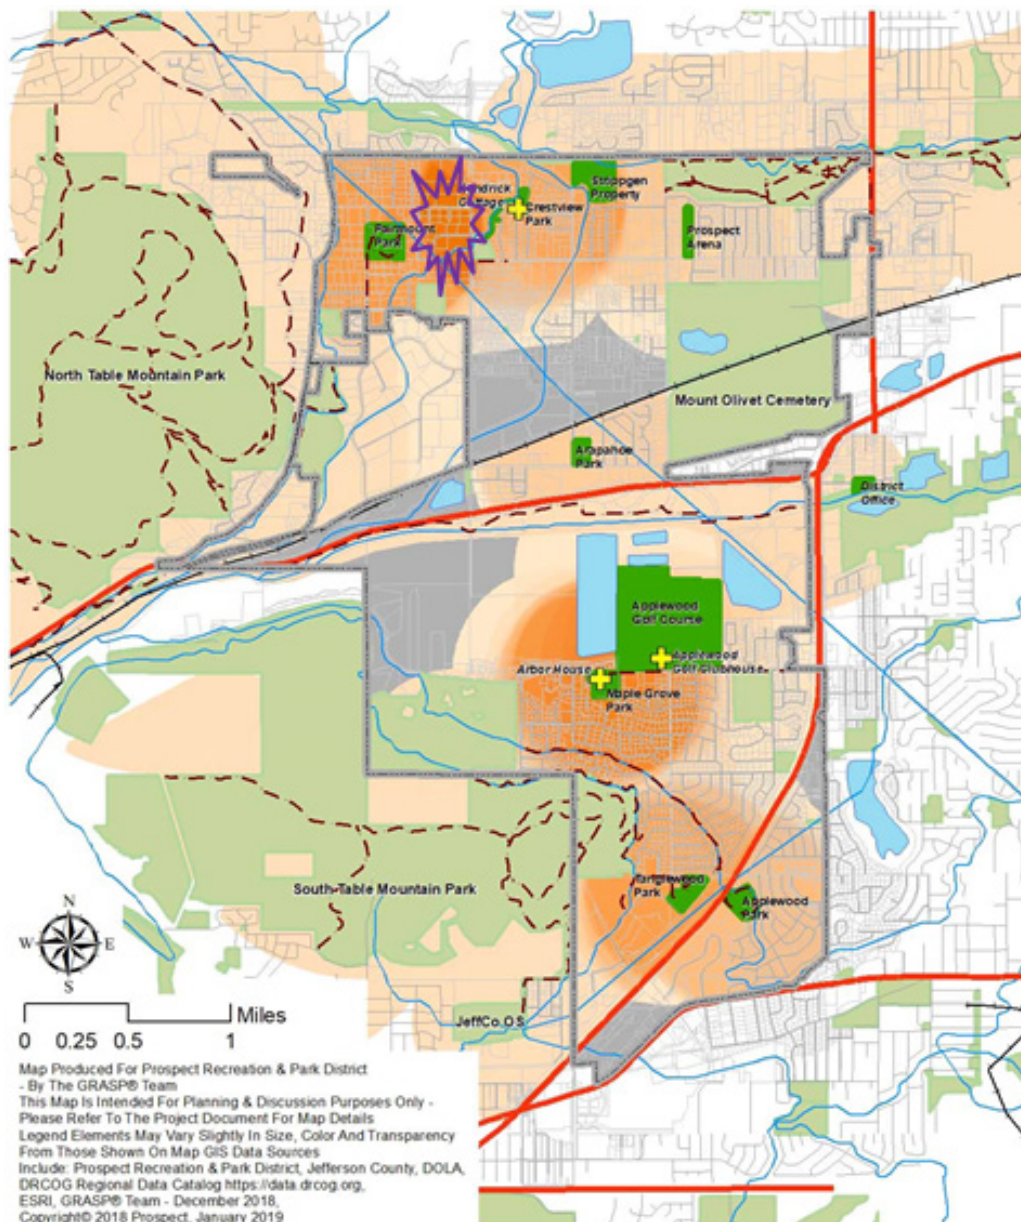 Kendrick
Cottage
Crestview
Park
Strippgen
Property
Fairmount
Park
Prospect
Arena
North Table Mountain Park
Mount Olivet Cemetery
Arapahoe
Park
District
Office
Applewood
Golf Course
Applewood
Golf Clubhouse
Arbor House
Maple Grove
Park
Tanglewood
Park
Applewood
Park
South Table Mountain Park
JeffCo OS
N
W
E
S
Miles
0 0.25 0.5 1
Map Produced For Prospect Recreation & Park District
- By The GRASP® Team
This Map Is Intended For Planning & Discussion Purposes Only -
Please Refer To The Project Document For Map Details
Legend Elements May Vary Slightly In Size, Color And Transparency
From Those Shown On Map GIS Data Sources
Include: Prospect Recreation & Park District, Jefferson County, DOLA,
DRCOG Regional Data Catalog https://data.drcog.org,
ESRI, GRASP® Team - December 2018,
Copyright© 2018 Prospect, January 2019